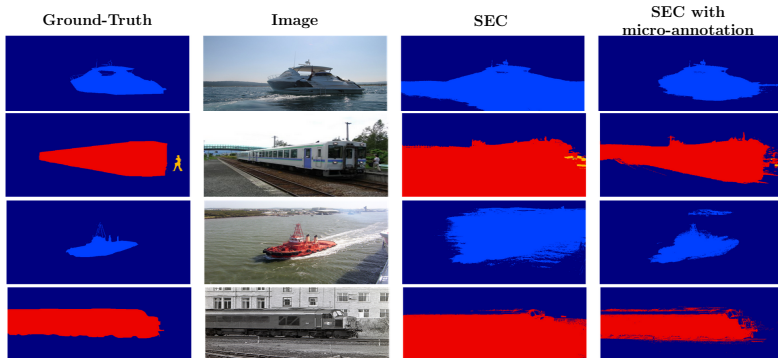 Ground-Truth
Image
SEC
SEC with
micro-annotation